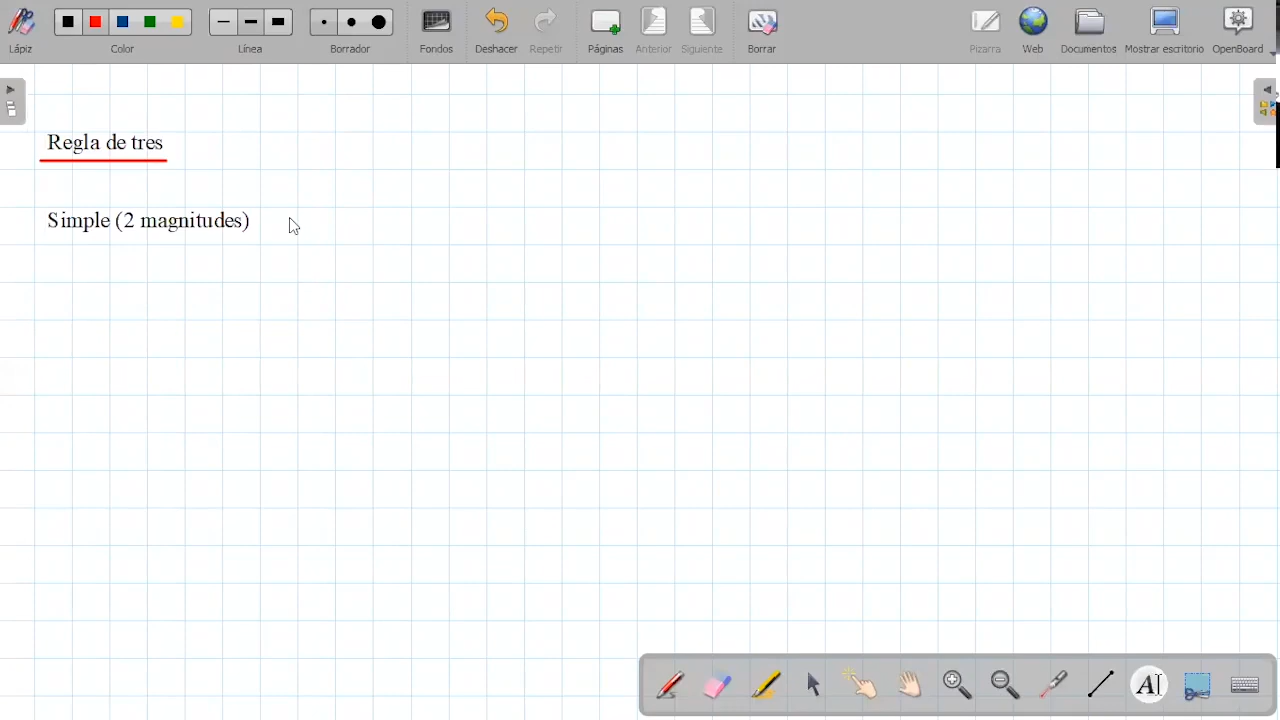 Lápiz Color Línea Borrador Fondos Deshacer Repetir Páginas Anterior Siguiente Borrar Pizarra Web Documentos Mostrar escritorio OpenBoard
Regla de tres
Simple (2 magnitudes)
AI